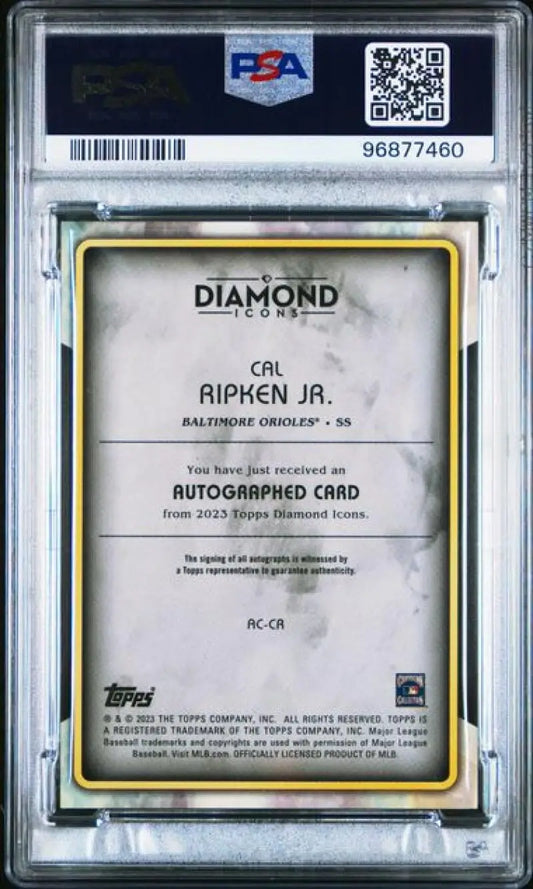 PSA
PSA
96877460
DIAMOND
ICONS
CAL
RIPKEN JR.
BALTIMORE ORIOLES® • SS
You have just received an
AUTOGRAPHED CARD
from 2023 Topps Diamond Icons.
The signing of all autographs is witnessed by
a Topps representative to guarantee authenticity.
AC-CR
Topps®
COOPERSTOWN
COLLECTION
® & © 2023 THE TOPPS COMPANY, INC. ALL RIGHTS RESERVED. TOPPS IS
A REGISTERED TRADEMARK OF THE TOPPS COMPANY, INC. Major League
Baseball trademarks and copyrights are used with permission of Major League
Baseball. Visit MLB.com. OFFICIALLY LICENSED PRODUCT OF MLB.